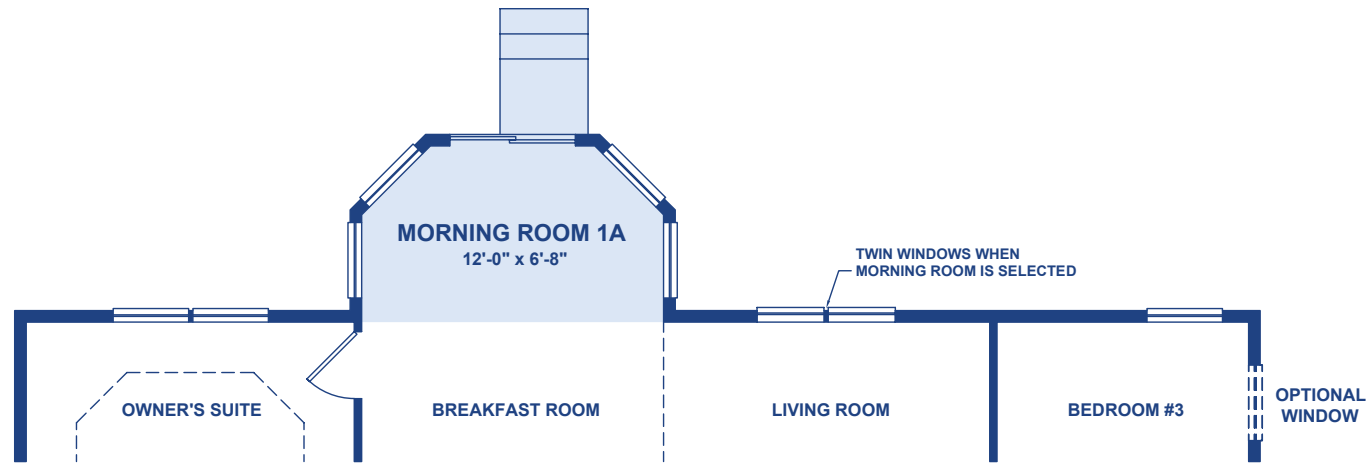 MORNING ROOM 1A
12'-0" x 6'-8"
TWIN WINDOWS WHEN
MORNING ROOM IS SELECTED
OWNER'S SUITE
BREAKFAST ROOM
LIVING ROOM
BEDROOM #3
OPTIONAL
WINDOW